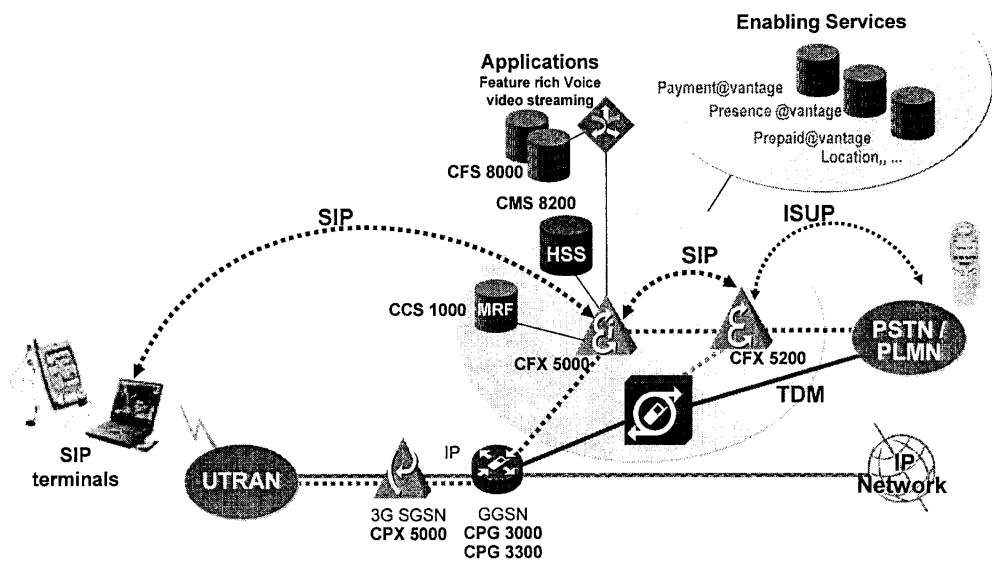 Enabling Services
Payment@vantage
Presence @vantage
Prepaid@vantage
Location,, ...
Applications
Feature rich Voice
video streaming
CFS 8000
CMS 8200
HSS
SIP
SIP
ISUP
CCS 1000
MRF
CFX 5000
CFX 5200
PSTN /
PLMN
TDM
SIP
terminals
UTRAN
IP
3G SGSN
CPX 5000
GGSN
CPG 3000
CPG 3300
IP
Network